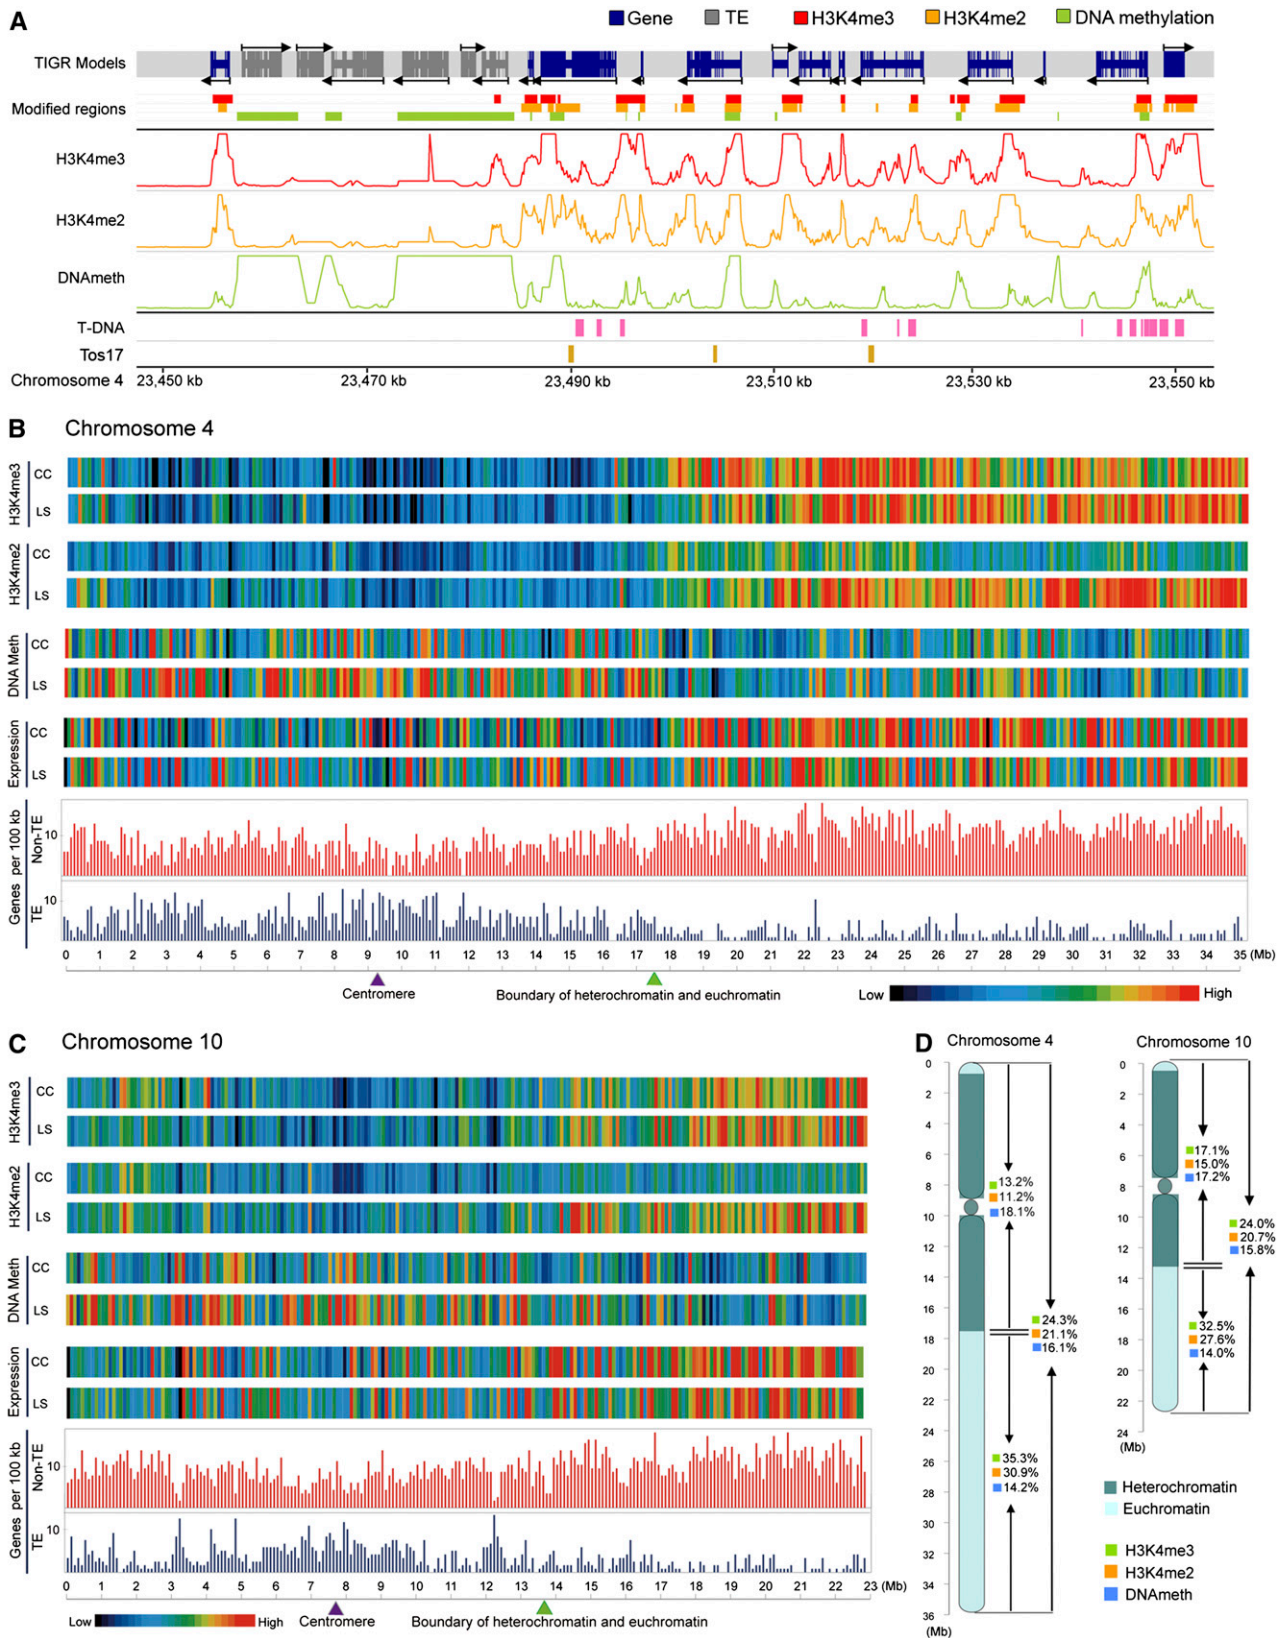 A
Gene
TE
H3K4me3
H3K4me2
DNA methylation
TIGR Models
Modified regions
H3K4me3
H3K4me2
DNAmeth
T-DNA
Tos17
Chromosome 4
23,450 kb
23,470 kb
23,490 kb
23,510 kb
23,530 kb
23,550 kb
B
Chromosome 4
H3K4me3
CC
LS
H3K4me2
CC
LS
DNA Meth
CC
LS
Expression
CC
LS
Genes per 100 kb
Non-TE
10
TE
10
0 1 2 3 4 5 6 7 8 9 10 11 12 13 14 15 16 17 18 19 20 21 22 23 24 25 26 27 28 29 30 31 32 33 34 35 (Mb)
Centromere
Boundary of heterochromatin and euchromatin
Low
High
C
Chromosome 10
H3K4me3
CC
LS
H3K4me2
CC
LS
DNA Meth
CC
LS
Expression
CC
LS
Genes per 100 kb
Non-TE
10
TE
10
0 1 2 3 4 5 6 7 8 9 10 11 12 13 14 15 16 17 18 19 20 21 22 23 (Mb)
Low
High
Centromere
Boundary of heterochromatin and euchromatin
D
Chromosome 4
0
2
4
6
8
10
12
14
16
18
20
22
24
26
28
30
32
34
36
(Mb)
13.2%
11.2%
18.1%
24.3%
21.1%
16.1%
35.3%
30.9%
14.2%
Chromosome 10
0
2
4
6
8
10
12
14
16
18
20
22
24
(Mb)
17.1%
15.0%
17.2%
24.0%
20.7%
15.8%
32.5%
27.6%
14.0%
Heterochromatin
Euchromatin
H3K4me3
H3K4me2
DNAmeth